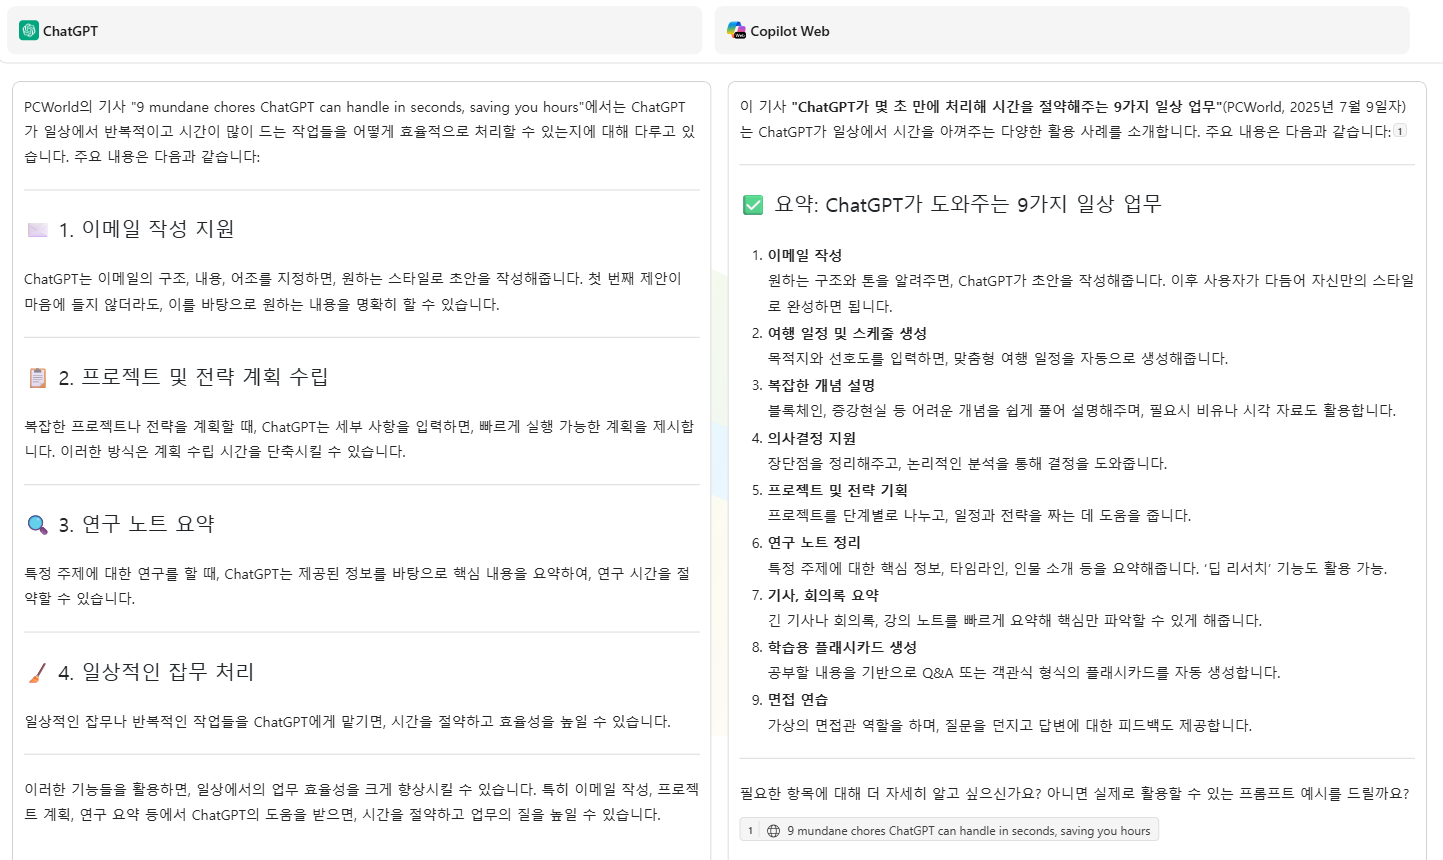 ChatGPT
PCWorld의 기사 "9 mundane chores ChatGPT can handle in seconds, saving you hours"에서는 ChatGPT
가 일상에서 반복적이고 시간이 많이 드는 작업들을 어떻게 효율적으로 처리할 수 있는지에 대해 다루고 있
습니다. 주요 내용은 다음과 같습니다:
1. 이메일 작성 지원
ChatGPT는 이메일의 구조, 내용, 어조를 지정하면, 원하는 스타일로 초안을 작성해줍니다. 첫 번째 제안이
마음에 들지 않더라도, 이를 바탕으로 원하는 내용을 명확히 할 수 있습니다.
2. 프로젝트 및 전략 계획 수립
복잡한 프로젝트나 전략을 계획할 때, ChatGPT는 세부 사항을 입력하면, 빠르게 실행 가능한 계획을 제시합
니다. 이러한 방식은 계획 수립 시간을 단축시킬 수 있습니다.
3. 연구 노트 요약
특정 주제에 대한 연구를 할 때, ChatGPT는 제공된 정보를 바탕으로 핵심 내용을 요약하여, 연구 시간을 절
약할 수 있습니다.
4. 일상적인 잡무 처리
일상적인 잡무나 반복적인 작업들을 ChatGPT에게 맡기면, 시간을 절약하고 효율성을 높일 수 있습니다.
이러한 기능들을 활용하면, 일상에서의 업무 효율성을 크게 향상시킬 수 있습니다. 특히 이메일 작성, 프로젝
트 계획, 연구 요약 등에서 ChatGPT의 도움을 받으면, 시간을 절약하고 업무의 질을 높일 수 있습니다.
Copilot Web
이 기사 "ChatGPT가 몇 초 만에 처리해 시간을 절약해주는 9가지 일상 업무"(PCWorld, 2025년 7월 9일자)
는 ChatGPT가 일상에서 시간을 아껴주는 다양한 활용 사례를 소개합니다. 주요 내용은 다음과 같습니다: 1
요약: ChatGPT가 도와주는 9가지 일상 업무
1. 이메일 작성
원하는 구조와 톤을 알려주면, ChatGPT가 초안을 작성해줍니다. 이후 사용자가 다듬어 자신만의 스타일
로 완성하면 됩니다.
2. 여행 일정 및 스케줄 생성
목적지와 선호도를 입력하면, 맞춤형 여행 일정을 자동으로 생성해줍니다.
3. 복잡한 개념 설명
블록체인, 증강현실 등 어려운 개념을 쉽게 풀어 설명해주며, 필요시 비유나 시각 자료도 활용합니다.
4. 의사결정 지원
장단점을 정리해주고, 논리적인 분석을 통해 결정을 도와줍니다.
5. 프로젝트 및 전략 기획
프로젝트를 단계별로 나누고, 일정과 전략을 짜는 데 도움을 줍니다.
6. 연구 노트 정리
특정 주제에 대한 핵심 정보, 타임라인, 인물 소개 등을 요약해줍니다. ‘딥 리서치’ 기능도 활용 가능.
7. 기사, 회의록 요약
긴 기사나 회의록, 강의 노트를 빠르게 요약해 핵심만 파악할 수 있게 해줍니다.
8. 학습용 플래시카드 생성
공부할 내용을 기반으로 Q&A 또는 객관식 형식의 플래시카드를 자동 생성합니다.
9. 면접 연습
가상의 면접관 역할을 하며, 질문을 던지고 답변에 대한 피드백도 제공합니다.
필요한 항목에 대해 더 자세히 알고 싶으신가요? 아니면 실제로 활용할 수 있는 프롬프트 예시를 드릴까요?
1 9 mundane chores ChatGPT can handle in seconds, saving you hours